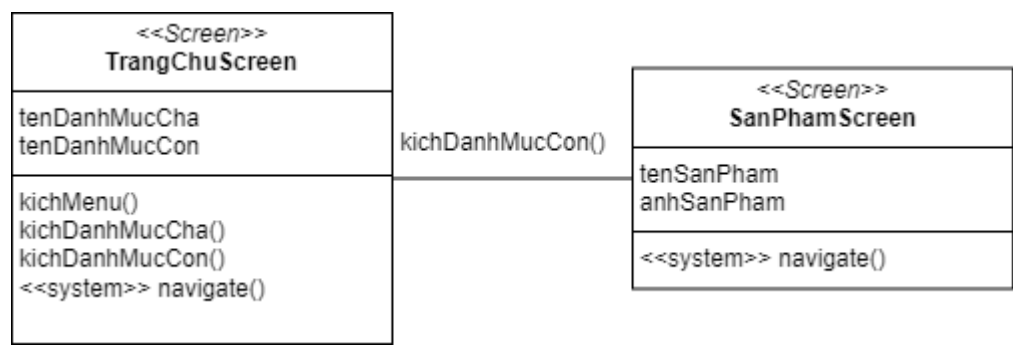 <<Screen>>
TrangChuScreen
tenDanhMucCha
tenDanhMucCon
kichMenu()
kichDanhMucCha()
kichDanhMucCon()
<<system>> navigate()
kichDanhMucCon()
<<Screen>>
SanPhamScreen
tenSanPham
anhSanPham
<<system>> navigate()